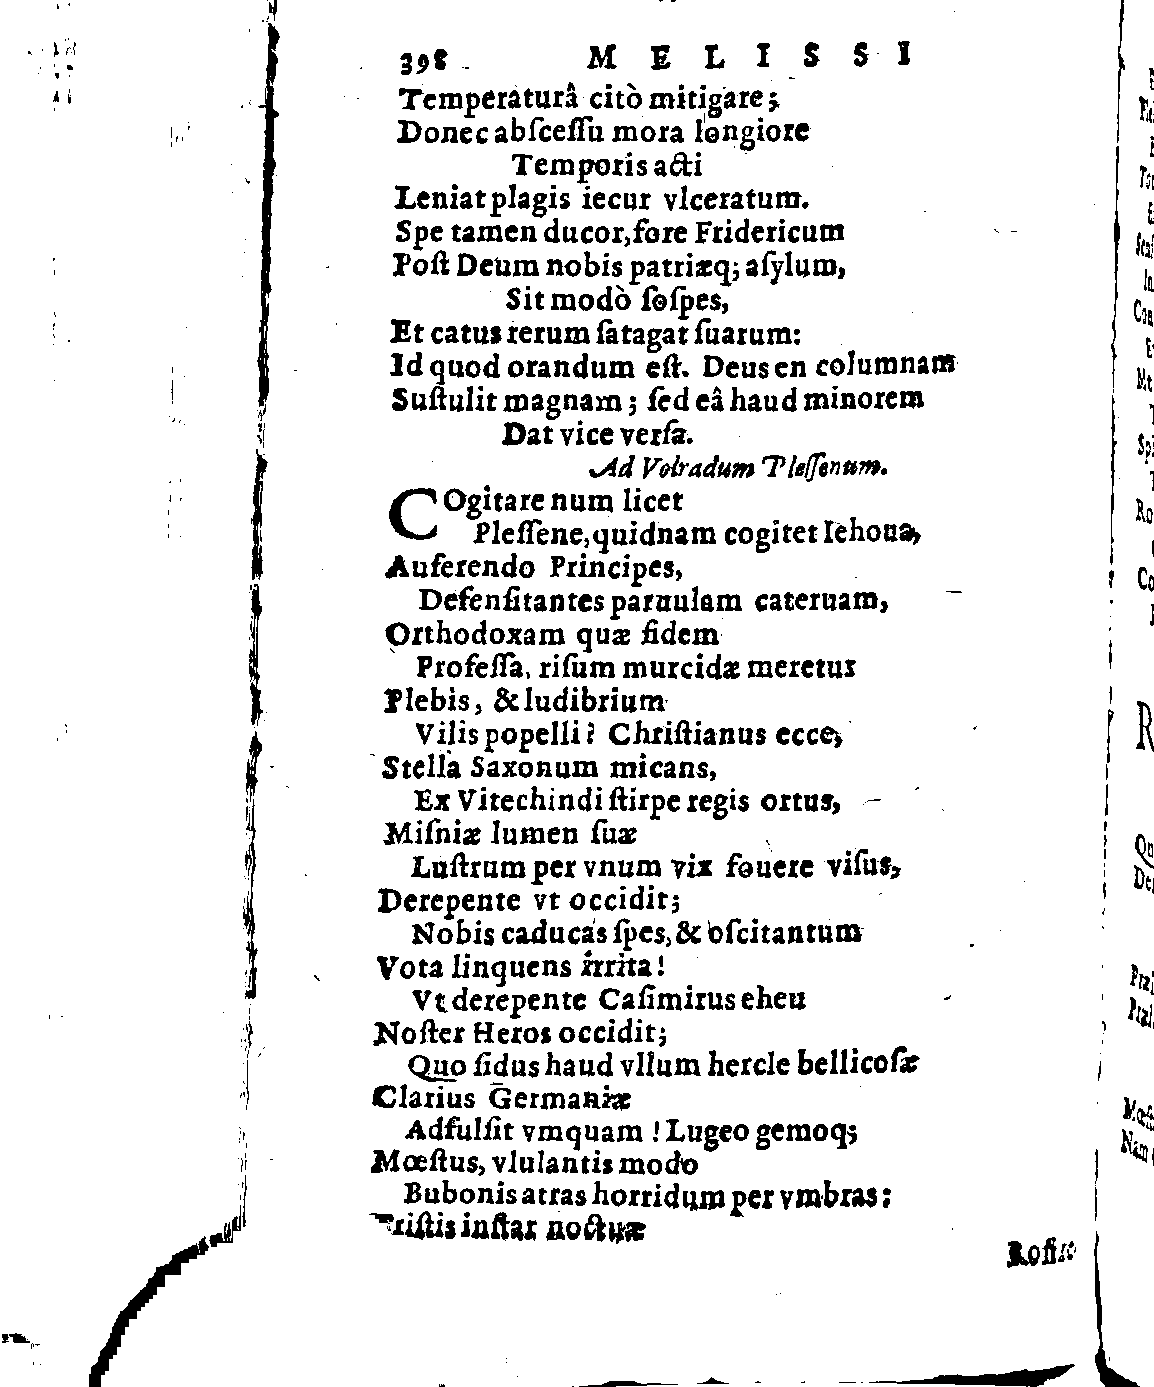 398 MELISSI
Temperaturâ citò mitigare;
Donec abſceſſu mora longiore
Temporis acti
Leniat plagis iecur vlceratum.
Spe tamen ducor, fore Fridericum
Poſt Deum nobis patriæq; aſylum,
Sit modò ſoſpes,
Et catus rerum ſatagat ſuarum:
Id quod orandum eſt. Deus en columnam
Suſtulit magnam; ſed eâ haud minorem
Dat vice verſa.
Ad Volradum Pleſſenum.
COgitare num licet
Pleſſene, quidnam cogitet Iehoua,
Auferendo Principes,
Defenſitantes paruulam cateruam,
Orthodoxam quæ fidem
Profeſſa, riſum murcidæ meretur
Plebis, & ludibrium
Vilis popelli? Chriſtianus ecce,
Stella Saxonum micans,
Ex Vitechindi ſtirpe regis ortus,
Miſniæ lumen ſuæ
Luſtrum per vnum vix fouere viſus,
Derepente vt occidit;
Nobis caducas ſpes, & oſcitantum
Vota linquens irrita!
Vt derepente Caſimirus eheu
Noſter Heros occidit;
Quo ſidus haud vllum hercle bellicoſæ
Clarius Germaniæ
Adfulſit vmquam! Lugeo gemoq;
Mœſtus, vlulantis modo
Bubonis atras horridum per vmbras:
Triſtis inſtar noctuæ